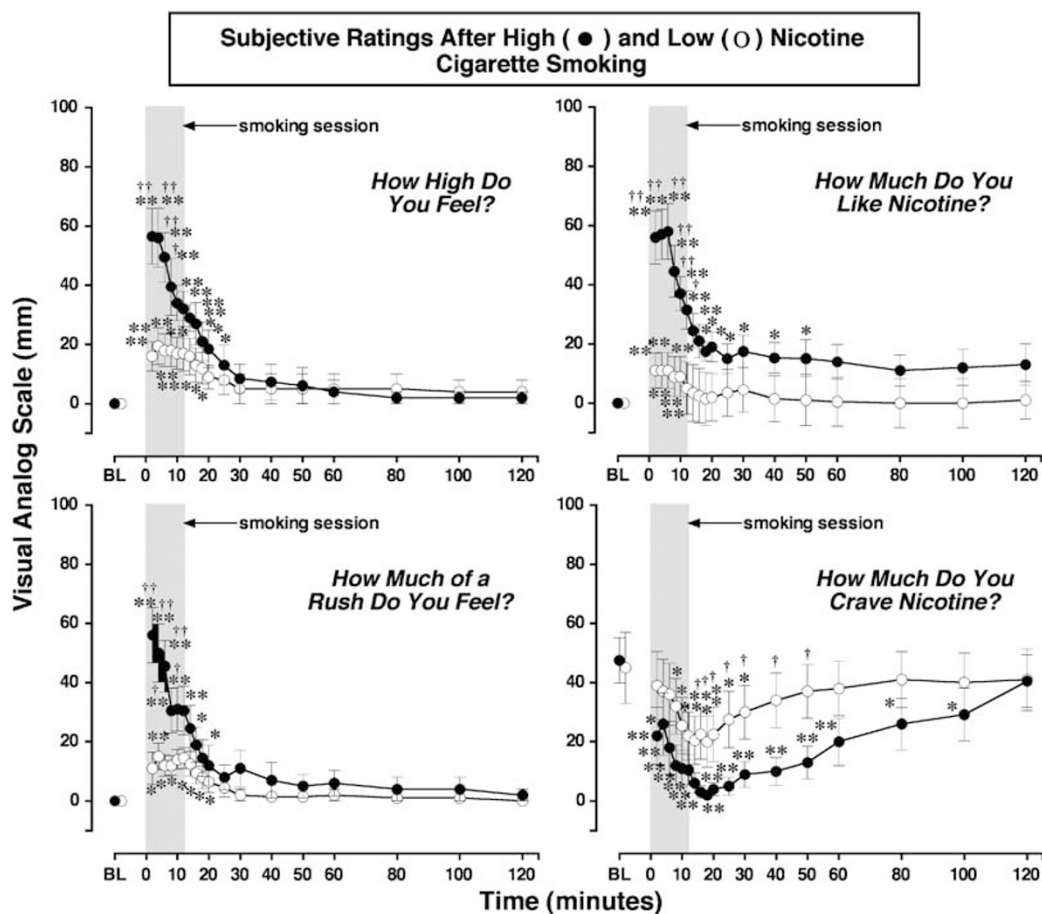 Subjective Ratings After High ( ● ) and Low ( ○ ) Nicotine
Cigarette Smoking
Visual Analog Scale (mm)
100
80
60
40
20
0
smoking session
How High Do
You Feel?
BL 0 10 20 30 40 50 60 80 100 120
100
80
60
40
20
0
smoking session
How Much Do You
Like Nicotine?
BL 0 10 20 30 40 50 60 80 100 120
100
80
60
40
20
0
smoking session
How Much of a
Rush Do You Feel?
BL 0 10 20 30 40 50 60 80 100 120
100
80
60
40
20
0
smoking session
How Much Do You
Crave Nicotine?
BL 0 10 20 30 40 50 60 80 100 120
Time (minutes)